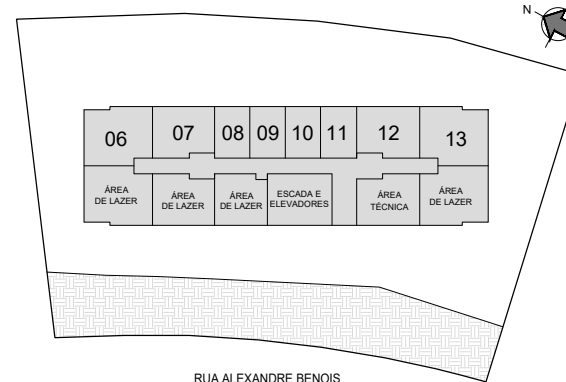 N
06 07 08 09 10 11 12 13
ÁREA
DE LAZER
ÁREA
DE LAZER
ÁREA
DE LAZER
ESCADA E
ELEVADORES
ÁREA
TÉCNICA
ÁREA
DE LAZER
RUA ALEXANDRE BENOIS